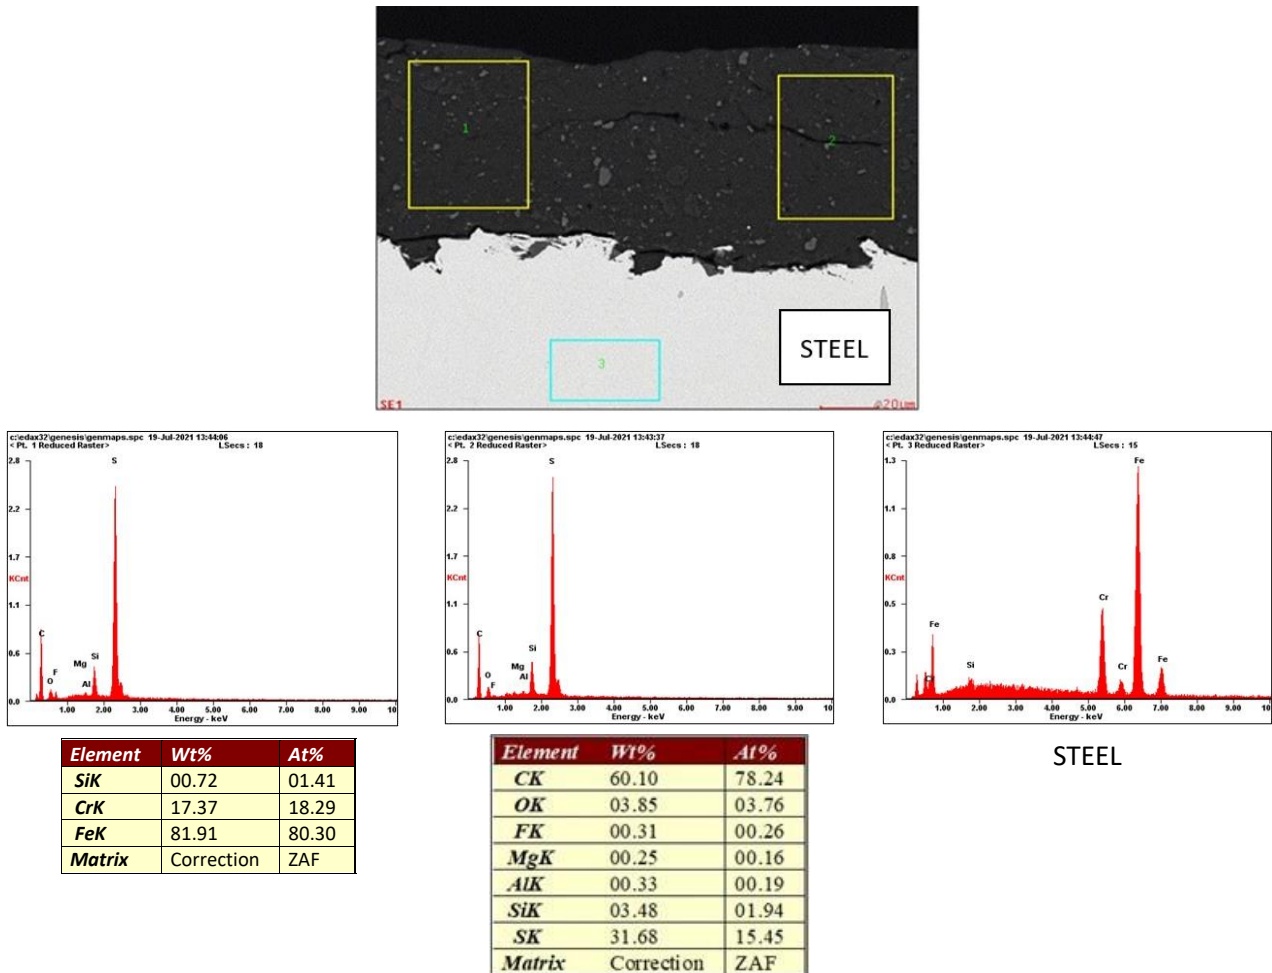 1
2
STEEL
3
SE1
20µm
c:\edax32\genesis\genmaps.spc 19-Jul-2021 13:44:06
< Pt. 1 Reduced Raster> LSecs : 18
2.8
S
2.2
1.7
KCnt
1.1
C
0.6
Mg
Si
F
O
Al
0.0
1.00 2.00 3.00 4.00 5.00 6.00 7.00 8.00 9.00 10
Energy - keV
c:\edax32\genesis\genmaps.spc 19-Jul-2021 13:43:37
< Pt. 2 Reduced Raster> LSecs : 18
2.8
S
2.2
1.7
KCnt
1.1
C
Si
0.6
Mg
O
Al
F
0.0
1.00 2.00 3.00 4.00 5.00 6.00 7.00 8.00 9.00 10
Energy - keV
c:\edax32\genesis\genmaps.spc 19-Jul-2021 13:44:47
< Pt. 3 Reduced Raster> LSecs : 15
1.3
Fe
1.1
0.8
KCnt
Cr
0.5
Fe
Si
Cr
Fe
0.3
Cr
0.0
1.00 2.00 3.00 4.00 5.00 6.00 7.00 8.00 9.00 10
Energy - keV
Element Wt% At%
SiK 00.72 01.41
CrK 17.37 18.29
FeK 81.91 80.30
Matrix Correction ZAF
Element Wt% At%
CK 60.10 78.24
OK 03.85 03.76
FK 00.31 00.26
MgK 00.25 00.16
AlK 00.33 00.19
SiK 03.48 01.94
SK 31.68 15.45
Matrix Correction ZAF
STEEL